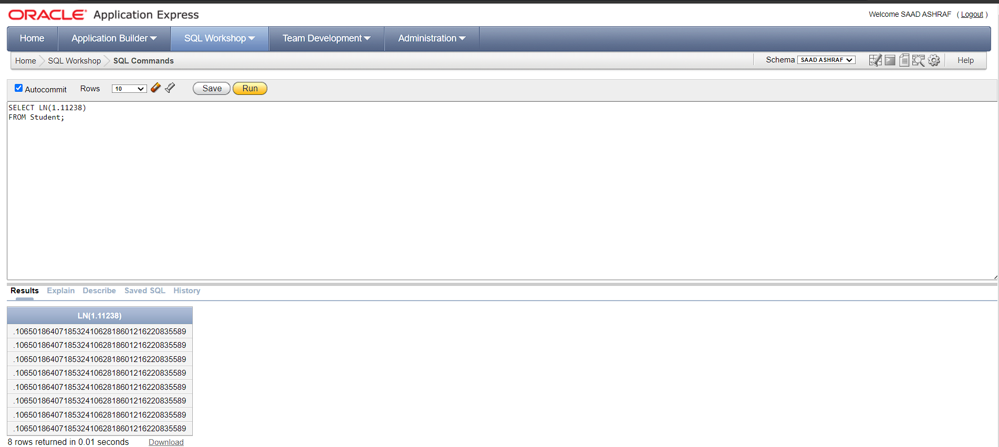 ORACLE Application Express
Welcome SAAD ASHRAF ( Logout )
Home Application Builder SQL Workshop Team Development Administration
Home SQL Workshop SQL Commands Schema SAAD ASHRAF Help
Autocommit Rows 10 Save Run
SELECT LN(1.11238)
FROM Student;
Results Explain Describe Saved SQL History
LN(1.11238)
.106501864071853241062818601216220835589
.106501864071853241062818601216220835589
.106501864071853241062818601216220835589
.106501864071853241062818601216220835589
.106501864071853241062818601216220835589
.106501864071853241062818601216220835589
.106501864071853241062818601216220835589
.106501864071853241062818601216220835589
8 rows returned in 0.01 seconds Download